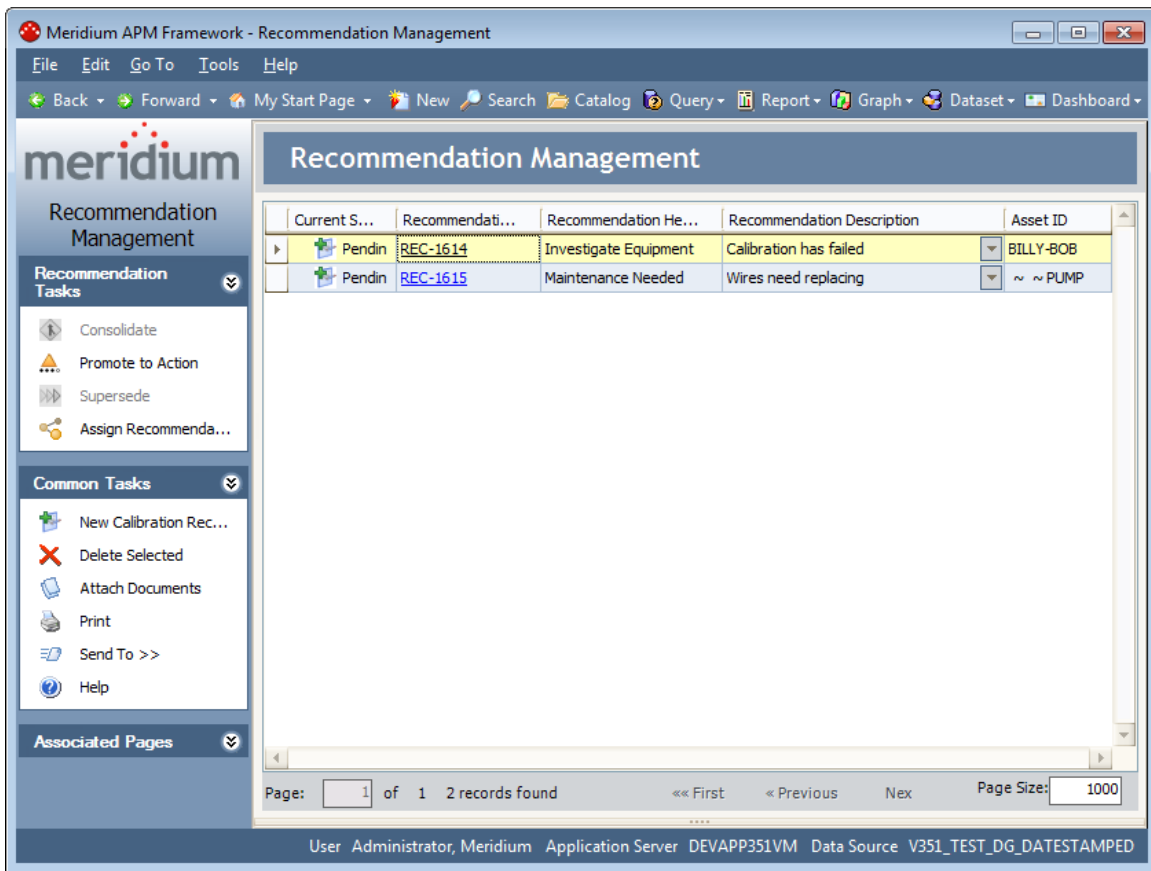 Meridium APM Framework - Recommendation Management
File Edit Go To Tools Help
Back Forward My Start Page New Search Catalog Query Report Graph Dataset Dashboard
meridium
Recommendation
Management
Recommendation
Tasks
Consolidate
Promote to Action
Supersede
Assign Recommenda...
Common Tasks
New Calibration Rec...
Delete Selected
Attach Documents
Print
Send To >>
Help
Associated Pages
Recommendation Management
Current S... Recommendati... Recommendation He... Recommendation Description Asset ID
Pendin REC-1614 Investigate Equipment Calibration has failed BILLY-BOB
Pendin REC-1615 Maintenance Needed Wires need replacing ~ ~ PUMP
Page: 1 of 1 2 records found «« First « Previous Nex Page Size: 1000
User Administrator, Meridium Application Server DEVAPP351VM Data Source V351_TEST_DG_DATESTAMPED